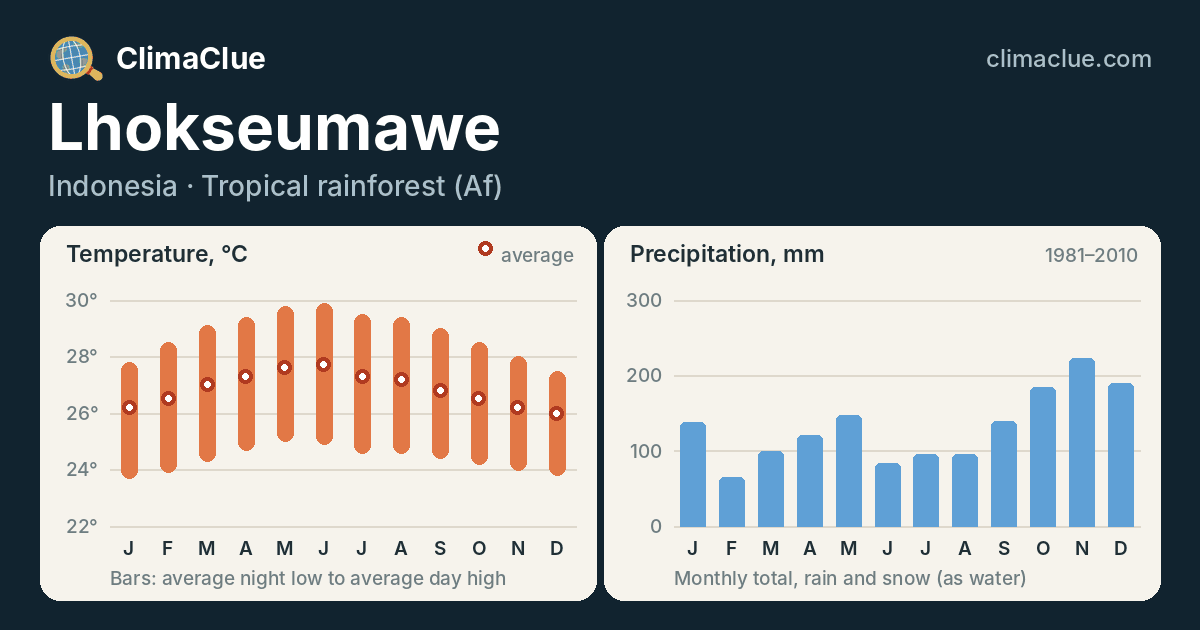 ClimaClue
climaclue.com
Lhokseumawe
Indonesia · Tropical rainforest (Af)
Temperature, °C
average
30°
28°
26°
24°
22°
J F M A M J J A S O N D
Bars: average night low to average day high
Precipitation, mm
1981–2010
300
200
100
0
J F M A M J J A S O N D
Monthly total, rain and snow (as water)